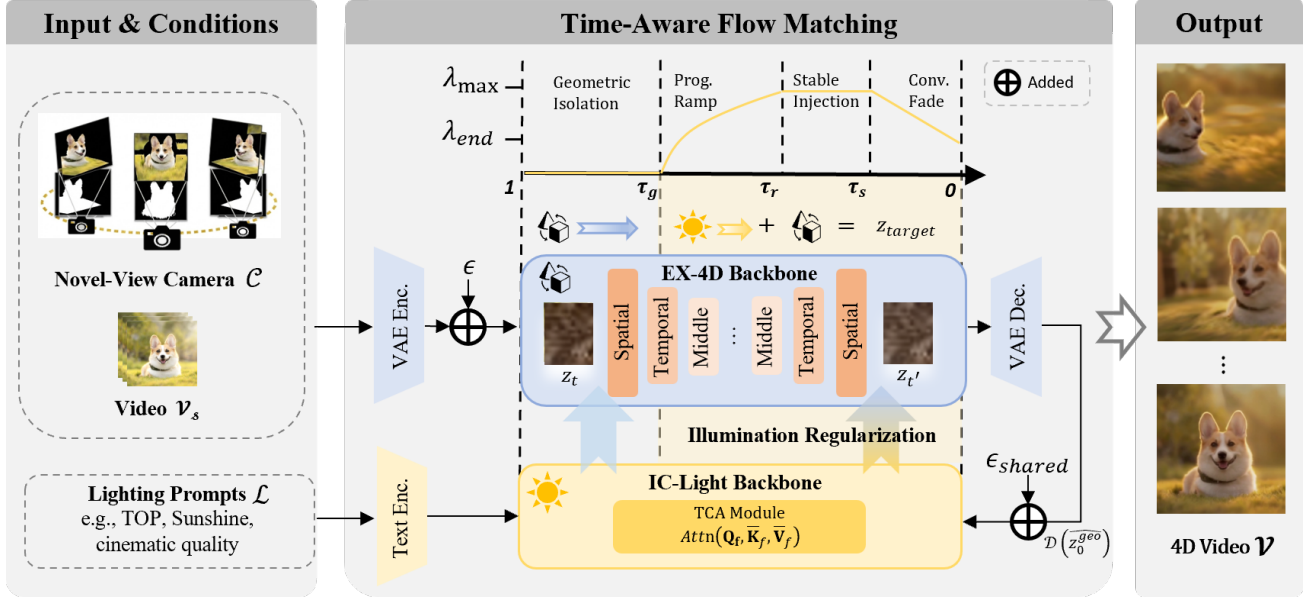 Input & Conditions
Novel-View Camera 𝒞
Video 𝒱ₛ
Lighting Prompts ℒ
e.g., TOP, Sunshine,
cinematic quality
Time-Aware Flow Matching
λmax
λend
Geometric
Isolation
Prog.
Ramp
Stable
Injection
Conv.
Fade
⊕ Added
1
τg
τr
τs
0
+
= ztarget
VAE Enc.
ϵ
EX-4D Backbone
zt
Spatial
Temporal
Middle
...
Middle
Temporal
Spatial
zt′
VAE Dec.
Illumination Regularization
Text Enc.
IC-Light Backbone
TCA Module
Attn(Qf, K̅f, V̅f)
ϵshared
𝒟(ẑ₀ᵍᵉᵒ)
Output
...
4D Video 𝒱